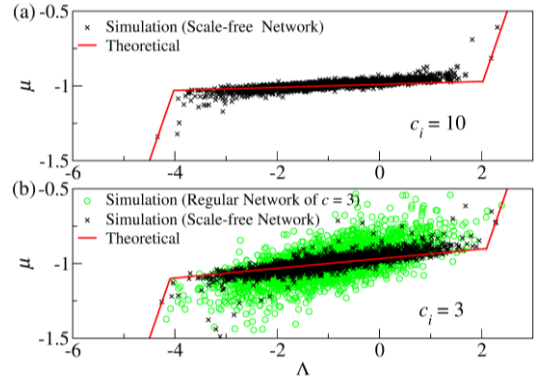 (a)
-0.5
× Simulation (Scale-free Network)
Theoretical
μ
-1
c_i = 10
-1.5
-6 -4 -2 0 2
(b)
-0.5
Simulation (Regular Network of c = 3)
× Simulation (Scale-free Network)
Theoretical
μ
-1
c_i = 3
-1.5
-6 -4 -2 0 2
Λ